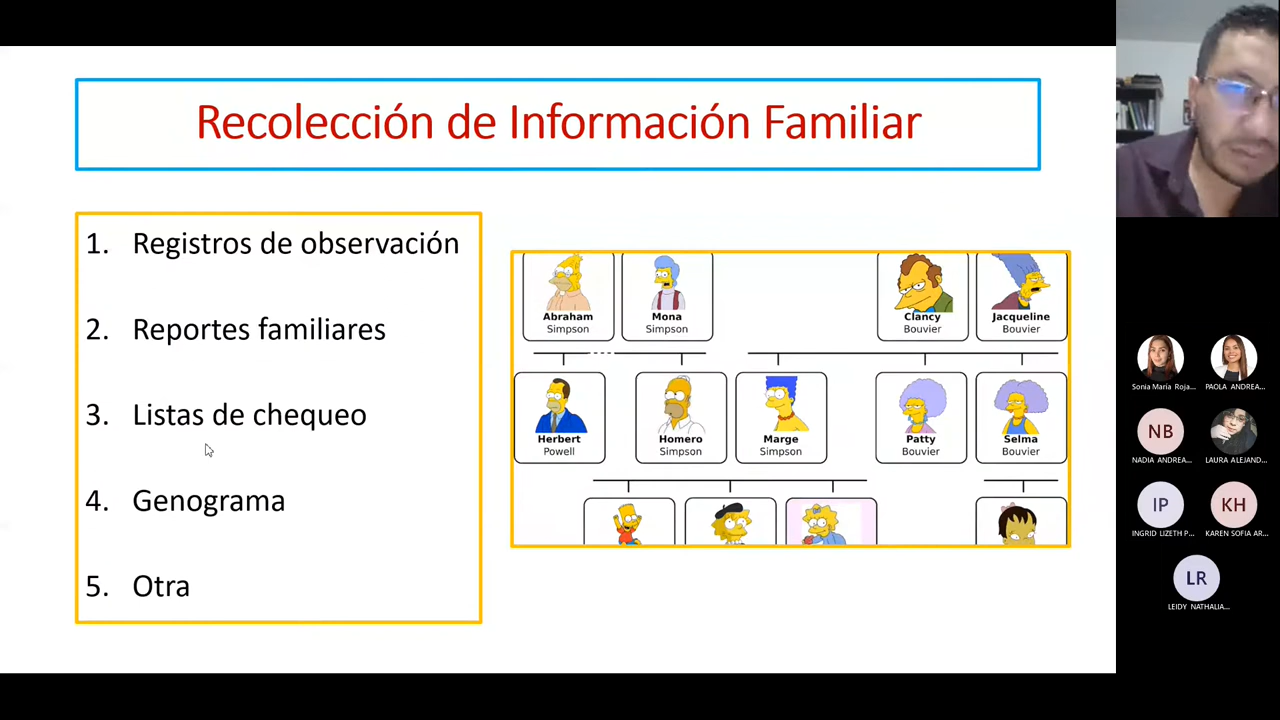 Recolección de Información Familiar
1. Registros de observación
2. Reportes familiares
3. Listas de chequeo
4. Genograma
5. Otra
Abraham
Simpson
Mona
Simpson
Clancy
Bouvier
Jacqueline
Bouvier
Herbert
Powell
Homero
Simpson
Marge
Simpson
Patty
Bouvier
Selma
Bouvier
Sonia María Roja...
PAOLA ANDREA...
NB
NADIA ANDREA...
LAURA ALEJAND...
IP
INGRID LIZETH P...
KH
KAREN SOFIA AR...
LR
LEIDY NATHALIA...